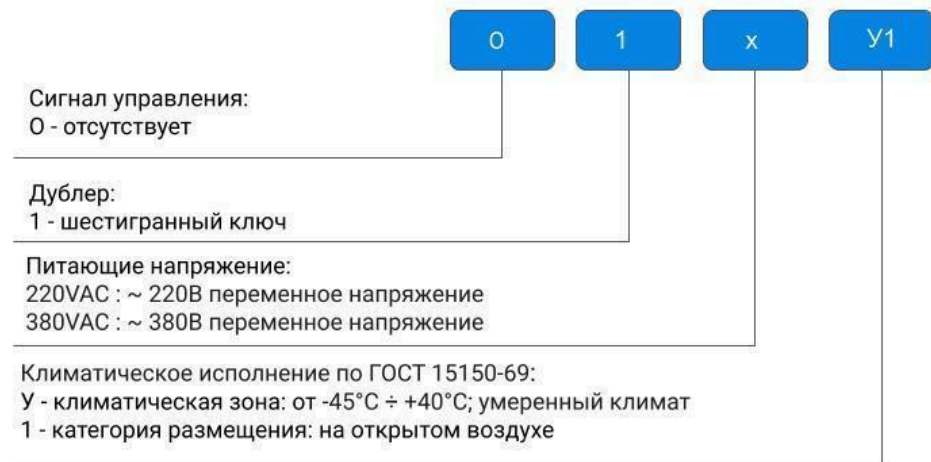 0 1 x У1
Сигнал управления:
0 - отсутствует
Дублер:
1 - шестигранный ключ
Питающие напряжение:
220VAC : ~ 220В переменное напряжение
380VAC : ~ 380В переменное напряжение
Климатическое исполнение по ГОСТ 15150-69:
У - климатическая зона: от -45°С ÷ +40°С; умеренный климат
1 - категория размещения: на открытом воздухе